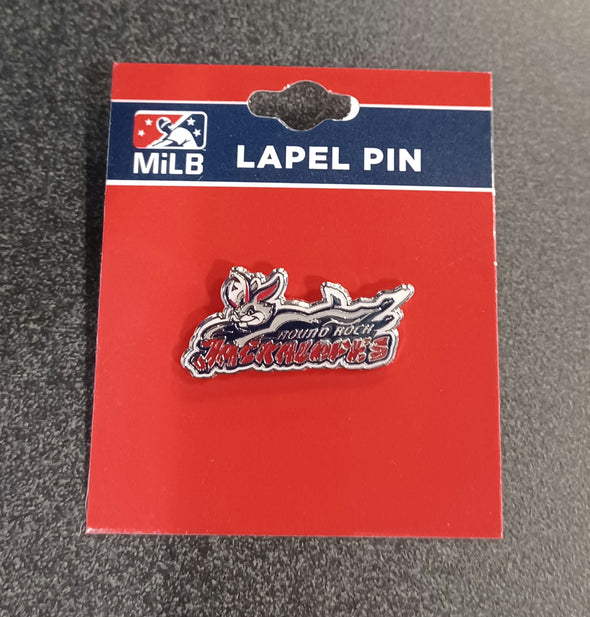 MiLB LAPEL PIN
ROUND ROCK
JACKALOPES